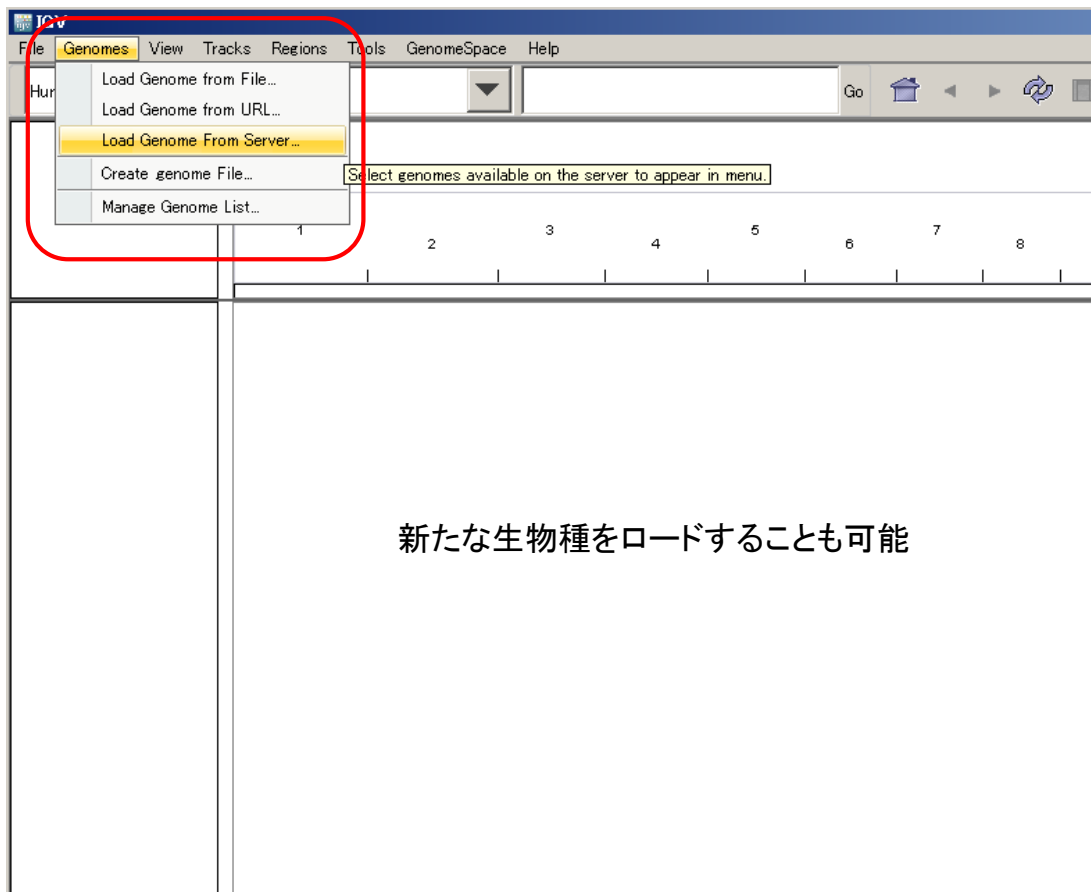 IGV
File Genomes View Tracks Regions Tools GenomeSpace Help
Hum Go
Load Genome from File...
Load Genome from URL...
Load Genome From Server...
Create genome File...
Select genomes available on the server to appear in menu.
Manage Genome List...
1 2 3 4 5 6 7 8
新たな生物種をロードすることも可能